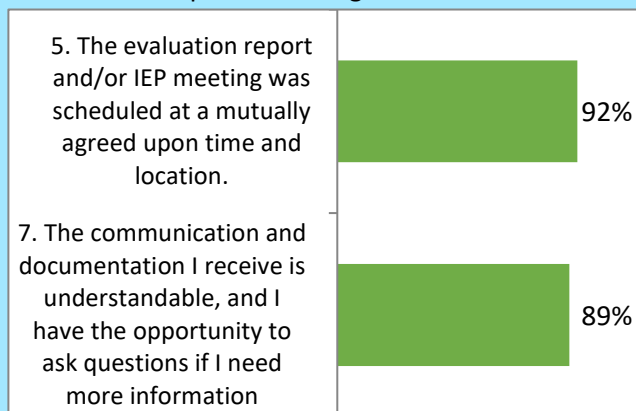 5. The evaluation report
and/or IEP meeting was
scheduled at a mutually
agreed upon time and
location.
92%
7. The communication and
documentation I receive is
understandable, and I
have the opportunity to
ask questions if I need
more information
89%